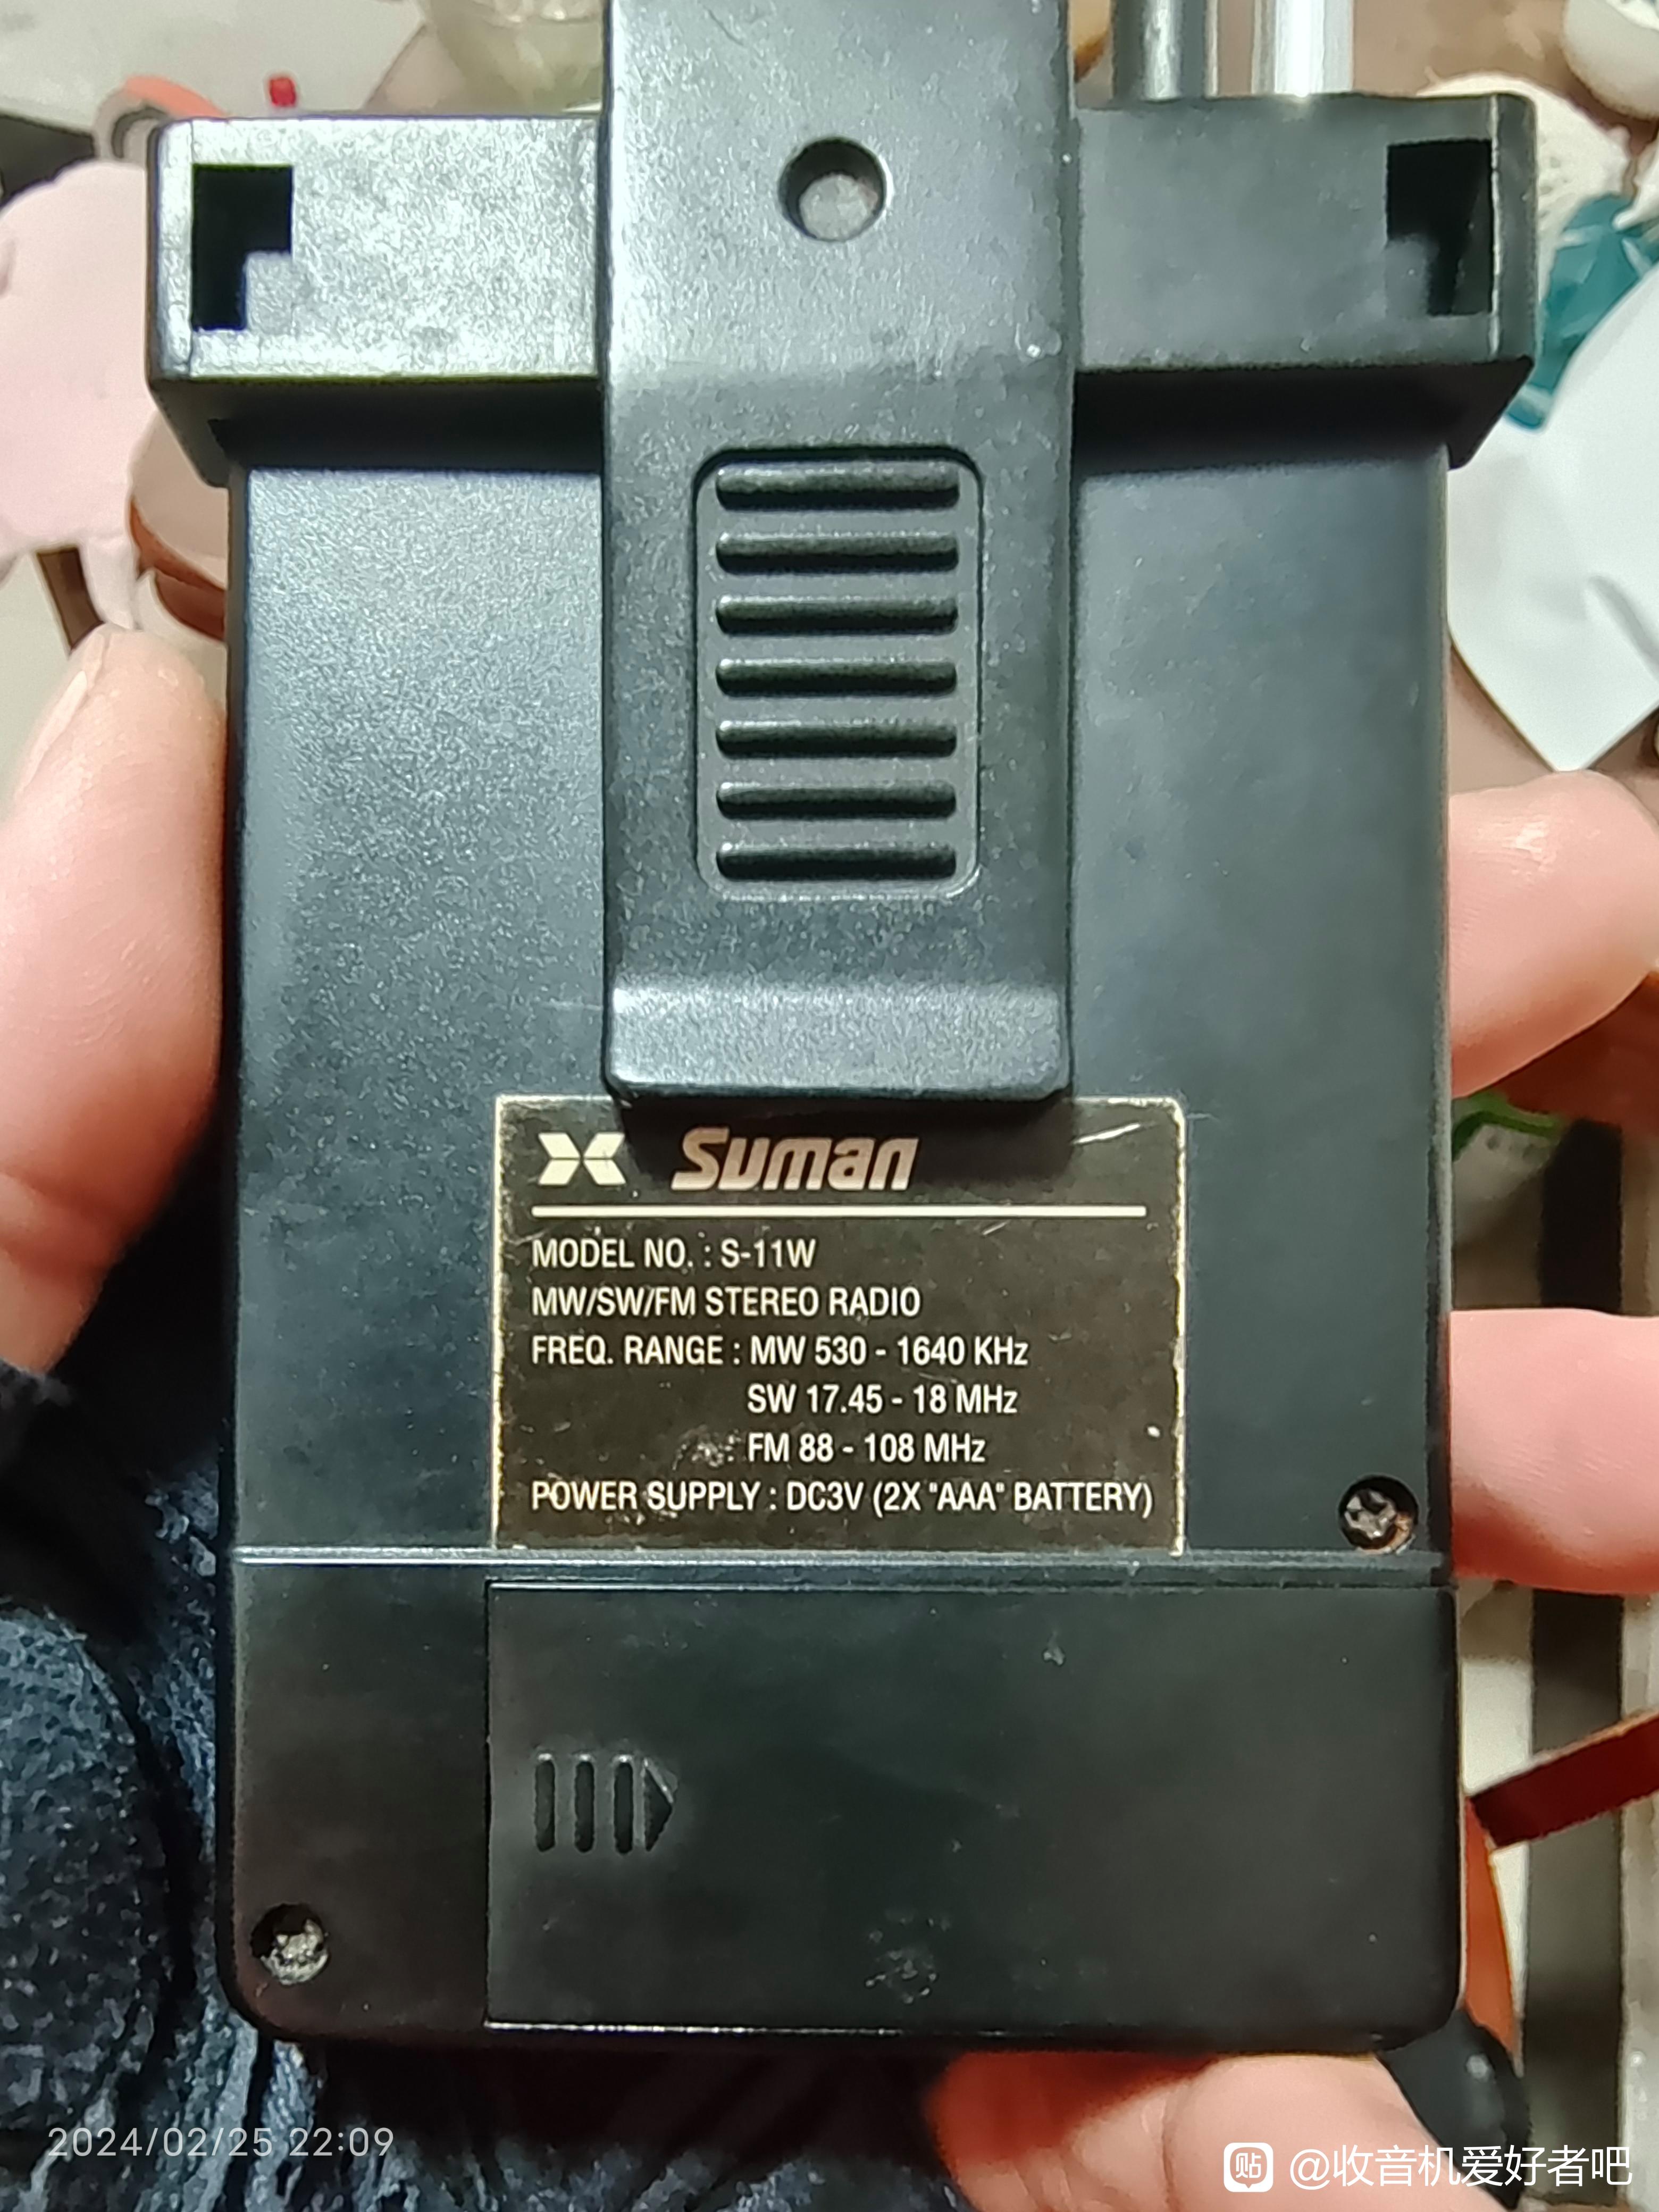 Suman
MODEL NO. : S-11W
MW/SW/FM STEREO RADIO
FREQ. RANGE : MW 530 - 1640 KHz
SW 17.45 - 18 MHz
: FM 88 - 108 MHz
POWER SUPPLY : DC3V (2X "AAA" BATTERY)
2024/02/25 22:09
贴 @收音机爱好者吧